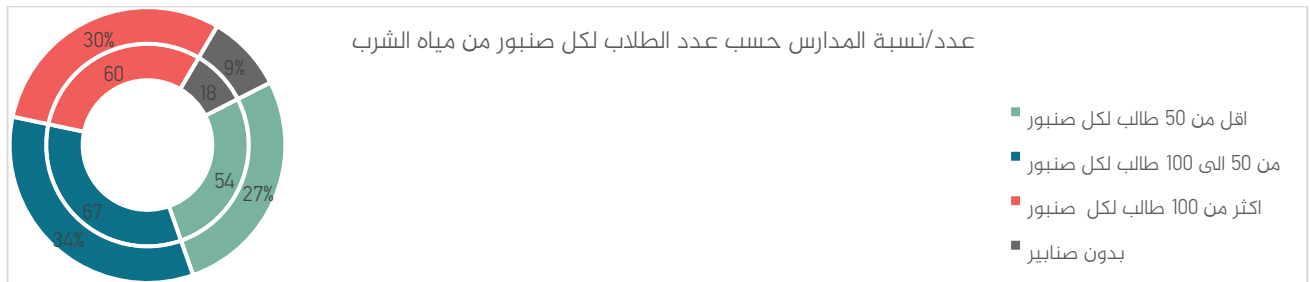 عدد/نسبة المدارس حسب عدد الطلاب لكل صنبور من مياه الشرب
30%
60
9%
18
54
27%
67
34%
اقل من 50 طالب لكل صنبور
من 50 الى 100 طالب لكل صنبور
اكثر من 100 طالب لكل صنبور
بدون صنابير